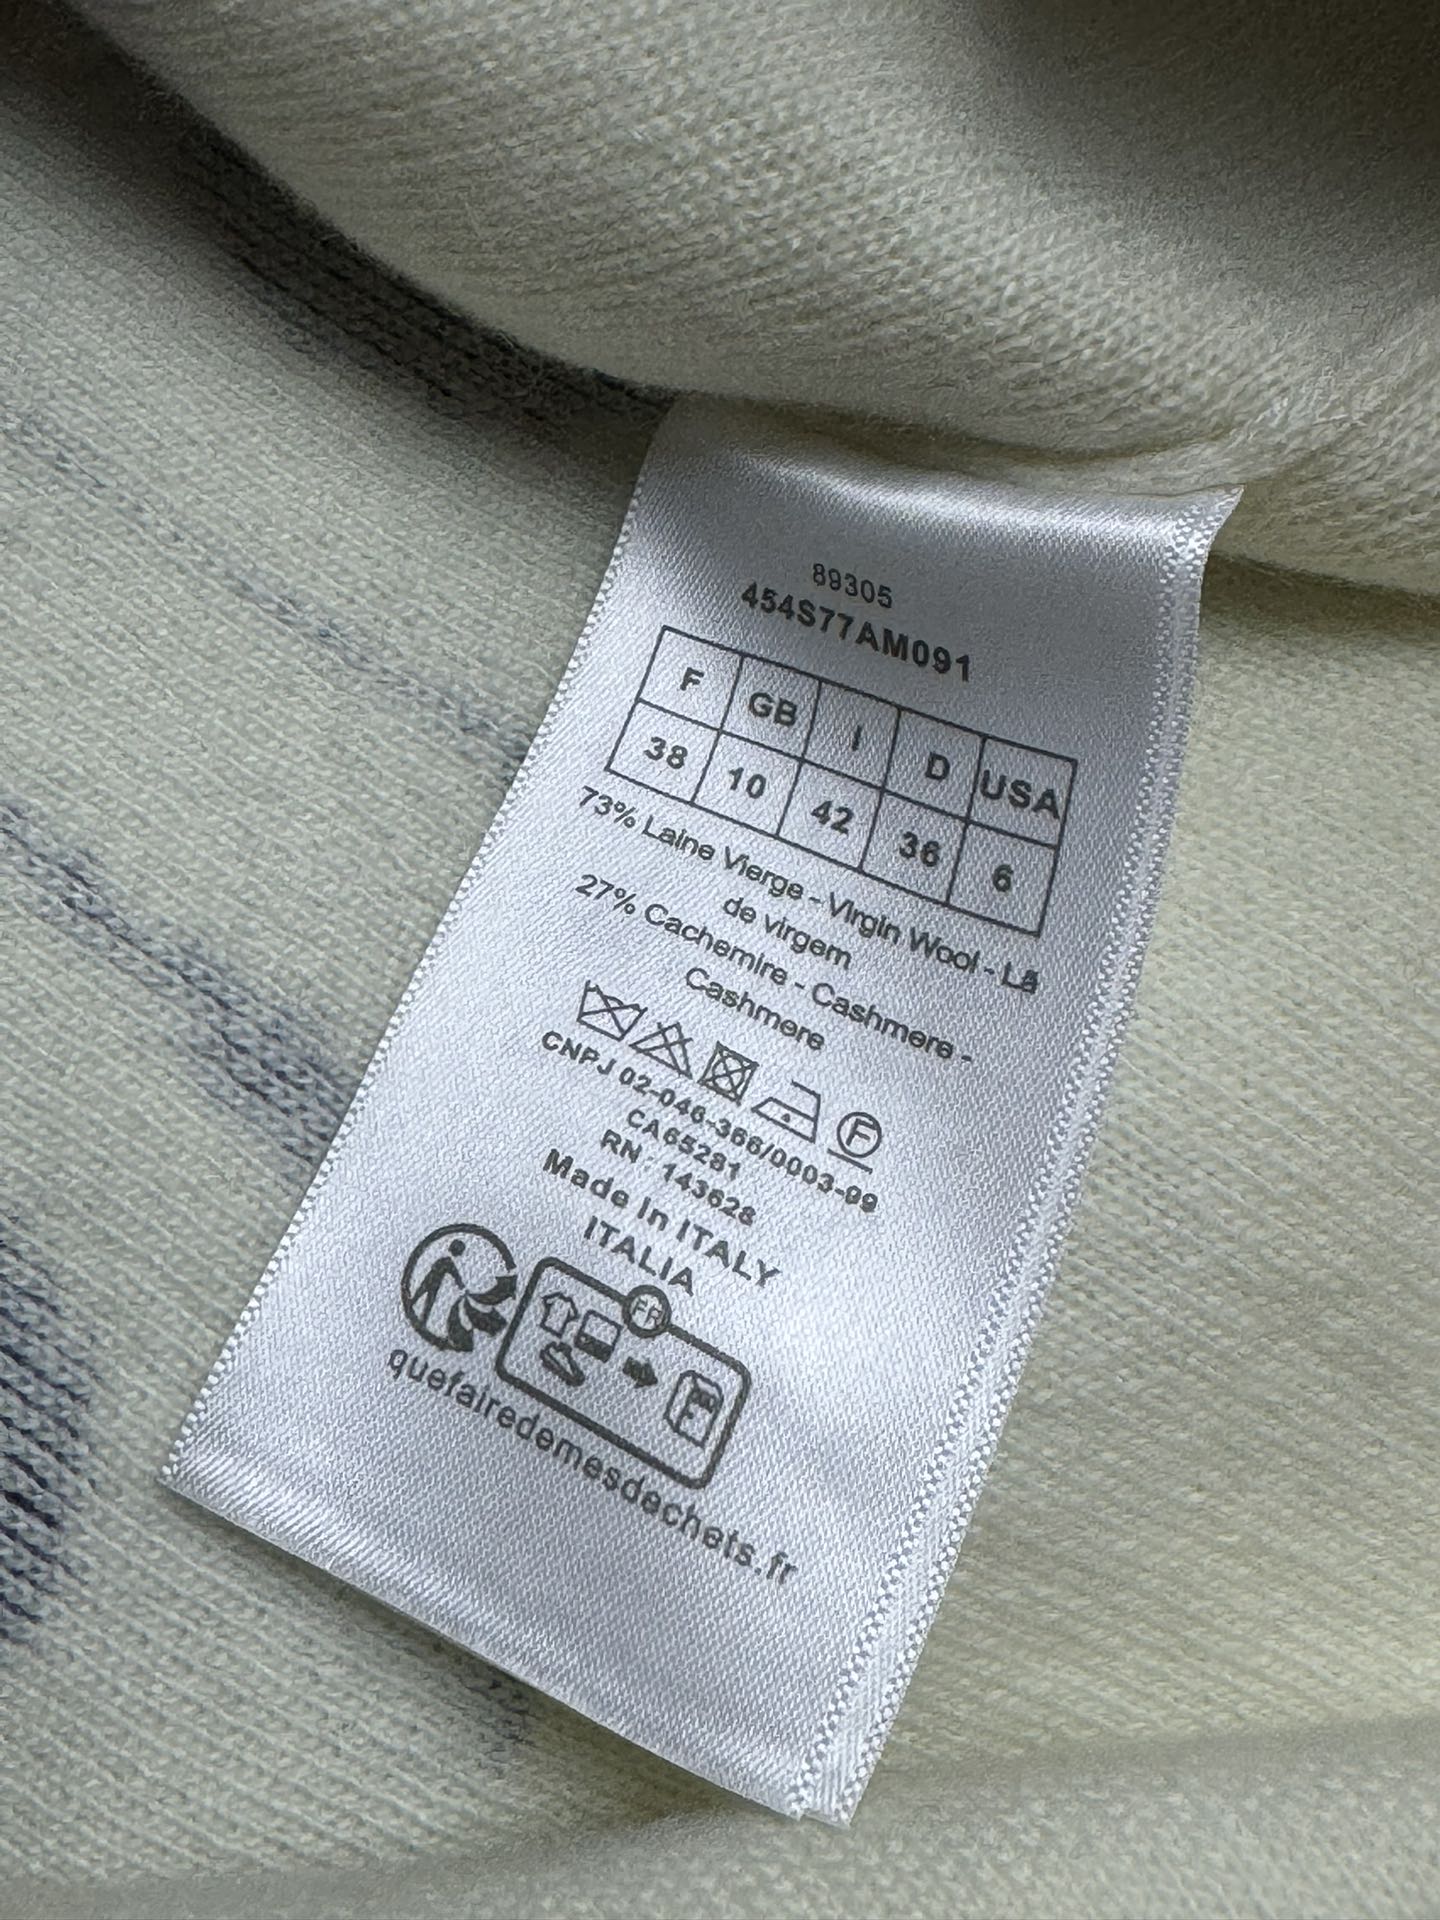 89305
454S77AM091
F GB I D USA
38 10 42 36 6
73% Laine Vierge - Virgin Wool - Lã
de virgem
27% Cachemire - Cashmere -
Cashmere
F
CNPJ 02-046-366/0003-99
CA65281
RN : 143628
Made in ITALY
ITALIA
FR
quefairedemesdechets.fr